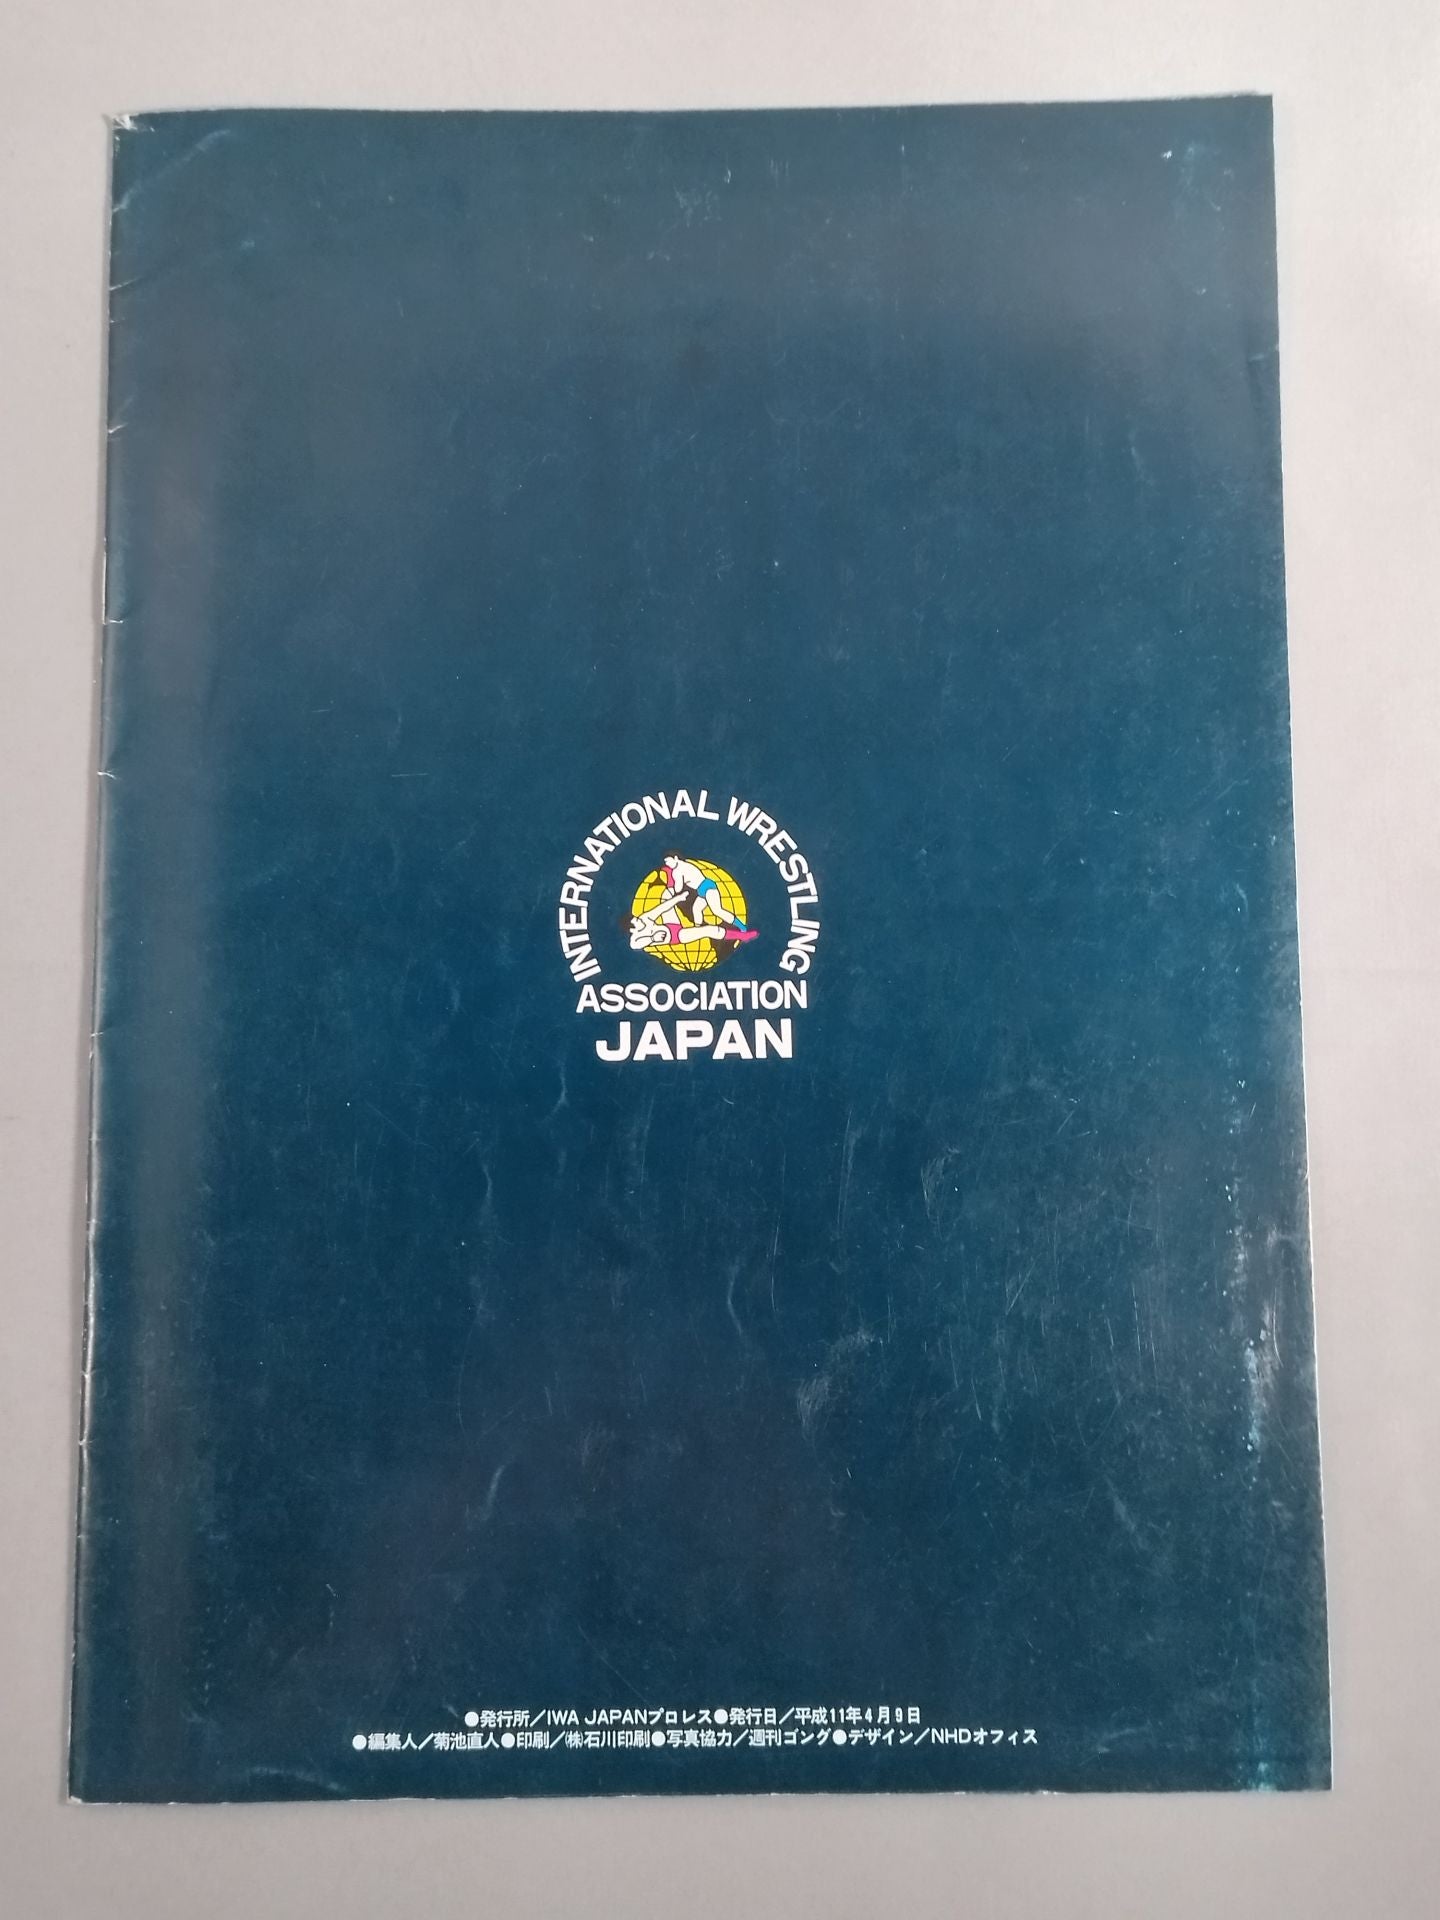 INTERNATIONAL WRESTLING
ASSOCIATION
JAPAN
●発行所／IWA JAPANプロレス●発行日／平成11年4月9日
●編集人／菊池直人●印刷／㈱石川印刷●写真協力／週刊ゴング●デザイン／NHDオフィス